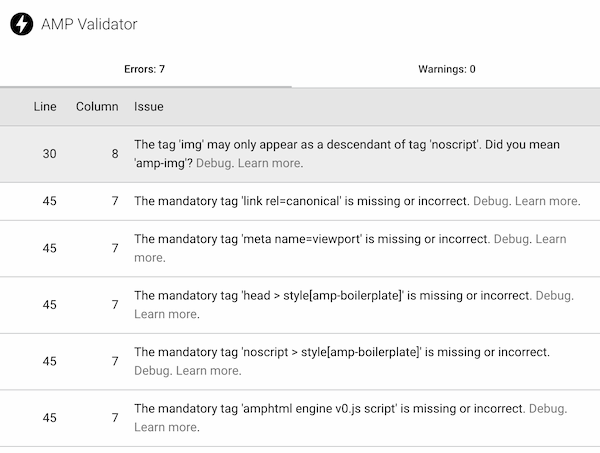 AMP Validator
Errors: 7 Warnings: 0
Line Column Issue
30 8 The tag 'img' may only appear as a descendant of tag 'noscript'. Did you mean
'amp-img'? Debug. Learn more.
45 7 The mandatory tag 'link rel=canonical' is missing or incorrect. Debug. Learn more.
45 7 The mandatory tag 'meta name=viewport' is missing or incorrect. Debug. Learn
more.
45 7 The mandatory tag 'head > style[amp-boilerplate]' is missing or incorrect. Debug.
Learn more.
45 7 The mandatory tag 'noscript > style[amp-boilerplate]' is missing or incorrect.
Debug. Learn more.
45 7 The mandatory tag 'amphtml engine v0.js script' is missing or incorrect. Debug.
Learn more.